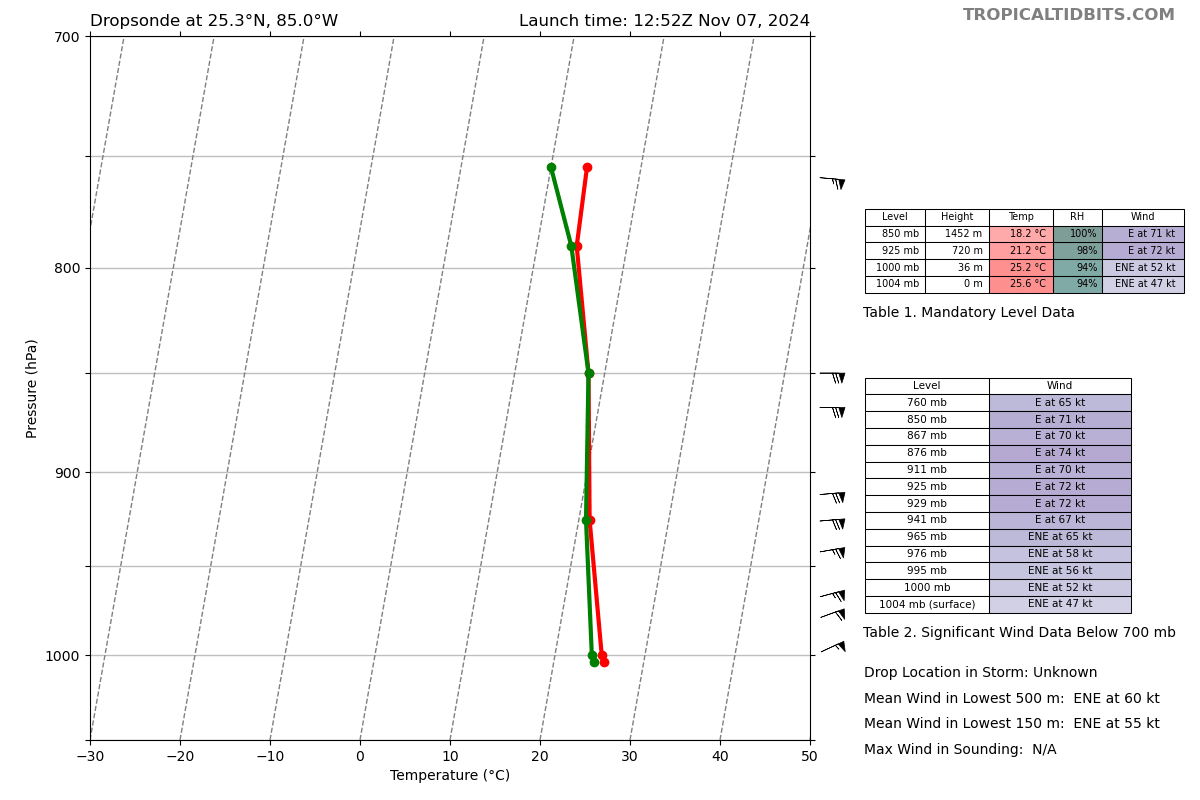 Dropsonde at 25.3°N, 85.0°W
Launch time: 12:52Z Nov 07, 2024
TROPICALTIDBITS.COM
700
800
900
1000
Pressure (hPa)
−30 −20 −10 0 10 20 30 40 50
Temperature (°C)
Level Height Temp RH Wind
850 mb 1452 m 18.2 °C 100% E at 71 kt
925 mb 720 m 21.2 °C 98% E at 72 kt
1000 mb 36 m 25.2 °C 94% ENE at 52 kt
1004 mb 0 m 25.6 °C 94% ENE at 47 kt
Table 1. Mandatory Level Data
Level Wind
760 mb E at 65 kt
850 mb E at 71 kt
867 mb E at 70 kt
876 mb E at 74 kt
911 mb E at 70 kt
925 mb E at 72 kt
929 mb E at 72 kt
941 mb E at 67 kt
965 mb ENE at 65 kt
976 mb ENE at 58 kt
995 mb ENE at 56 kt
1000 mb ENE at 52 kt
1004 mb (surface) ENE at 47 kt
Table 2. Significant Wind Data Below 700 mb
Drop Location in Storm: Unknown
Mean Wind in Lowest 500 m: ENE at 60 kt
Mean Wind in Lowest 150 m: ENE at 55 kt
Max Wind in Sounding: N/A